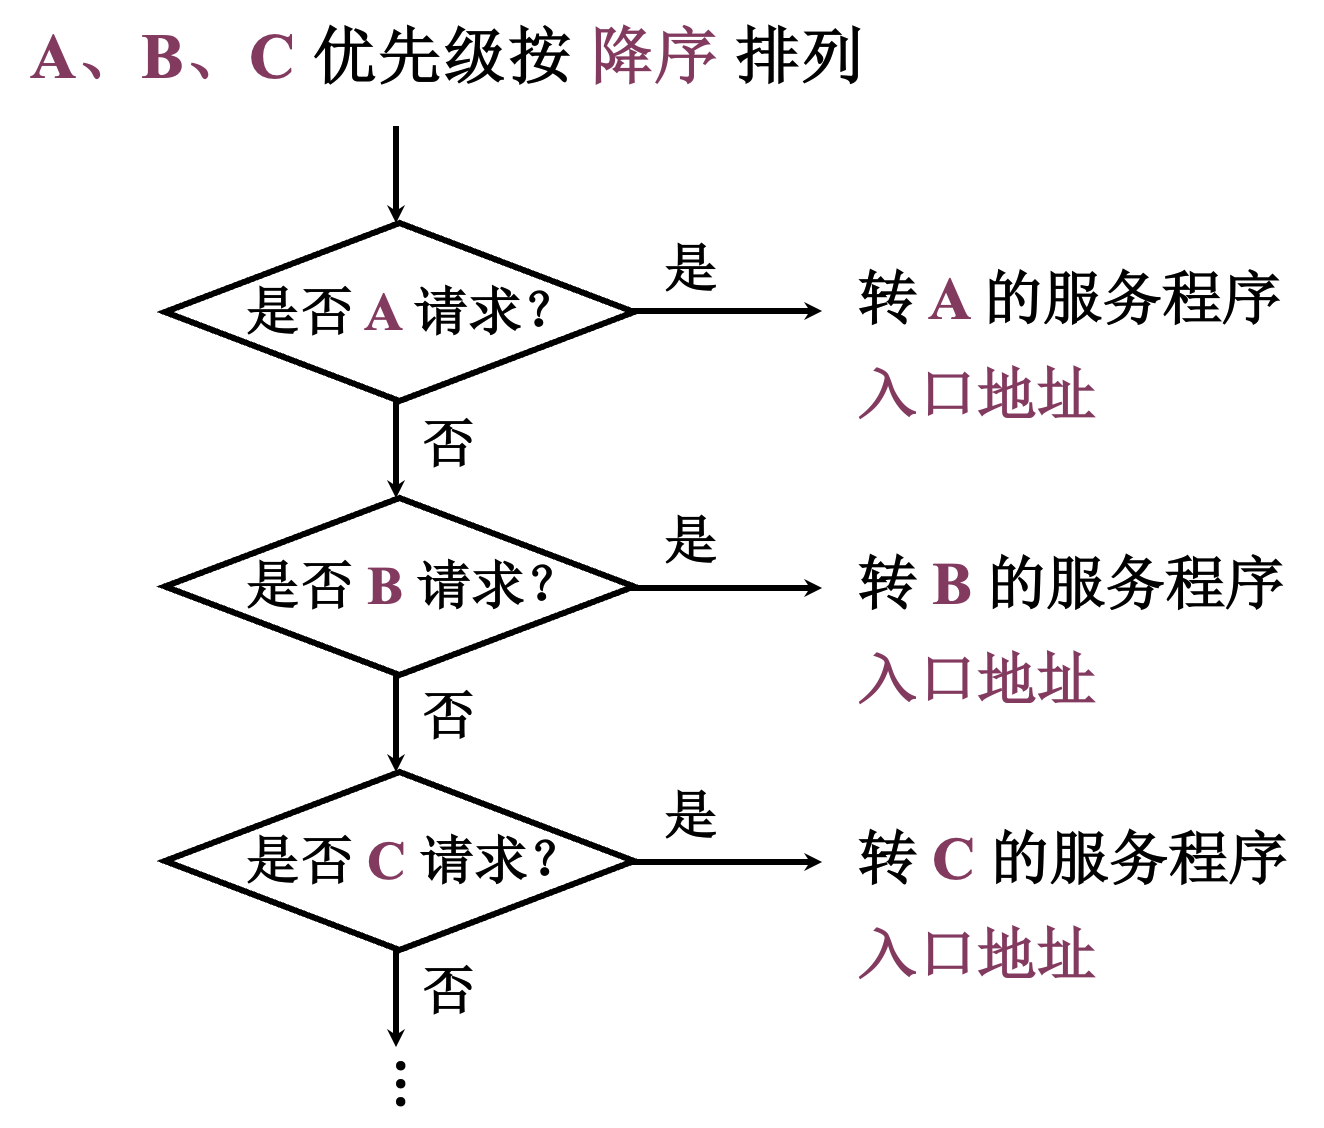 A、B、C 优先级按 降序 排列
是否 A 请求？
是
转 A 的服务程序
入口地址
否
是否 B 请求？
是
转 B 的服务程序
入口地址
否
是否 C 请求？
是
转 C 的服务程序
入口地址
否
⋮